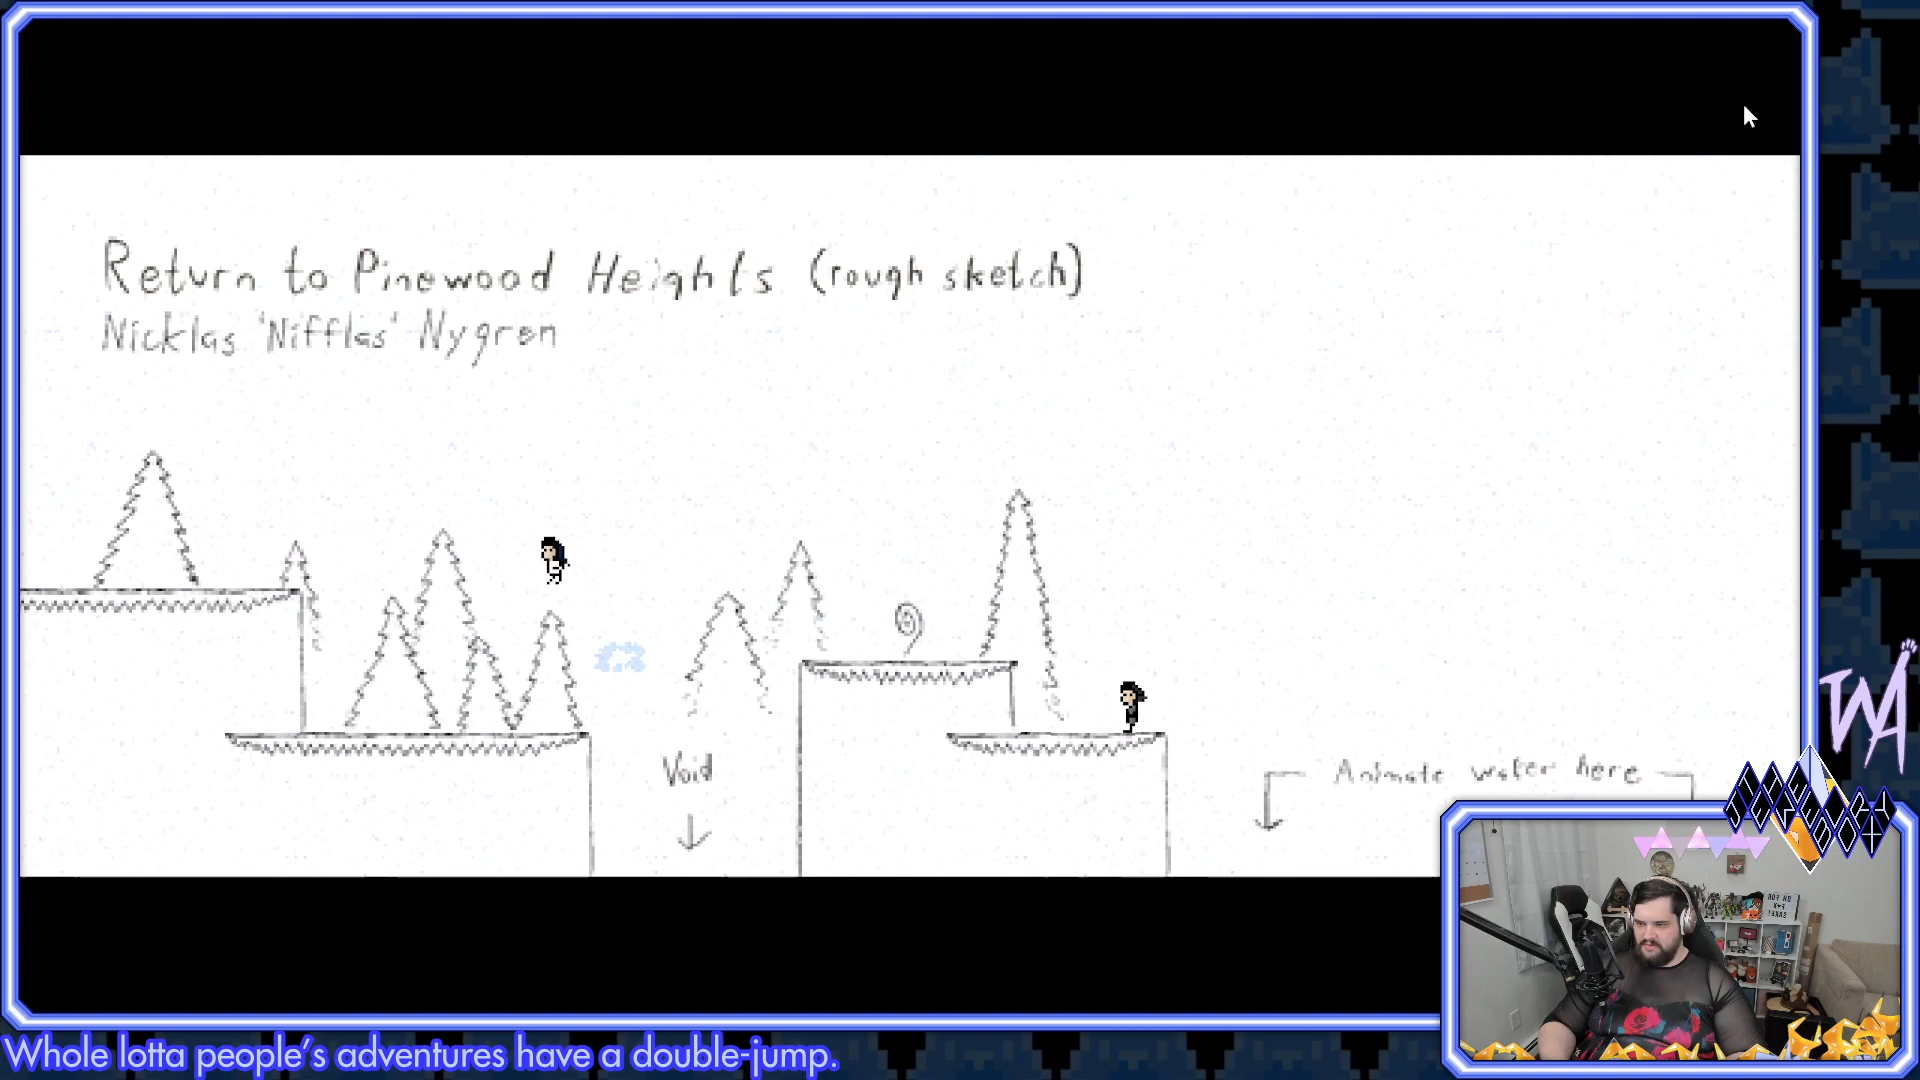 Return to Pinewood Heights (rough sketch)
Nicklas 'Nifflas' Nygren
Void
Animate water here
Whole lotta people's adventures have a double-jump.